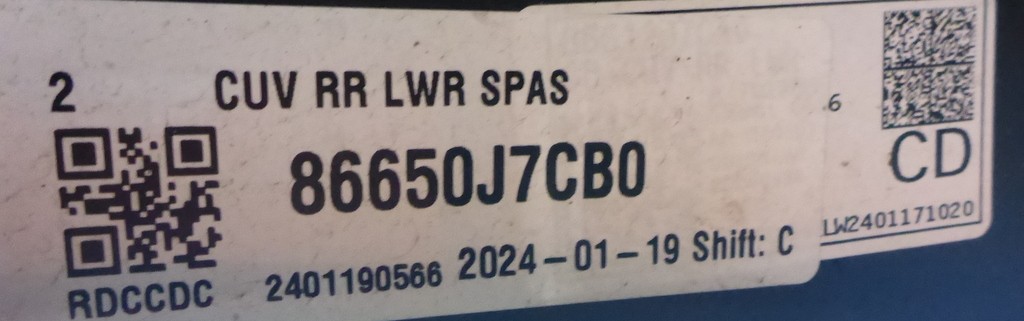 2 CUV RR LWR SPAS
86650J7CB0
RDCCDC 2401190566 2024-01-19 Shift: C
6
CD
LW2401171020